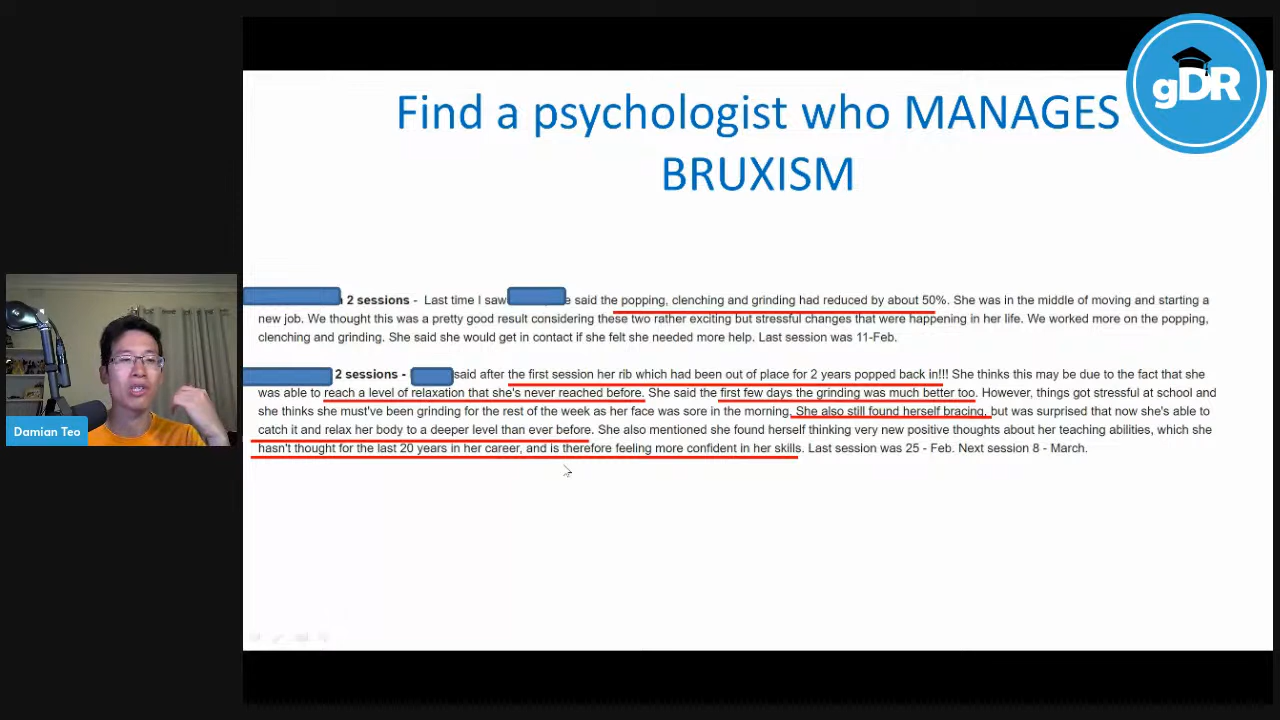 gDR
Find a psychologist who MANAGES
BRUXISM
2 sessions - Last time I saw said the popping, clenching and grinding had reduced by about 50%. She was in the middle of moving and starting a
new job. We thought this was a pretty good result considering these two rather exciting but stressful changes that were happening in her life. We worked more on the popping,
clenching and grinding. She said she would get in contact if she felt she needed more help. Last session was 11-Feb.
2 sessions - said after the first session her rib which had been out of place for 2 years popped back in!!! She thinks this may be due to the fact that she
was able to reach a level of relaxation that she's never reached before. She said the first few days the grinding was much better too. However, things got stressful at school and
she thinks she must've been grinding for the rest of the week as her face was sore in the morning. She also still found herself bracing, but was surprised that now she's able to
catch it and relax her body to a deeper level than ever before. She also mentioned she found herself thinking very new positive thoughts about her teaching abilities, which she
hasn't thought for the last 20 years in her career, and is therefore feeling more confident in her skills. Last session was 25 - Feb. Next session 8 - March.
Damian Teo